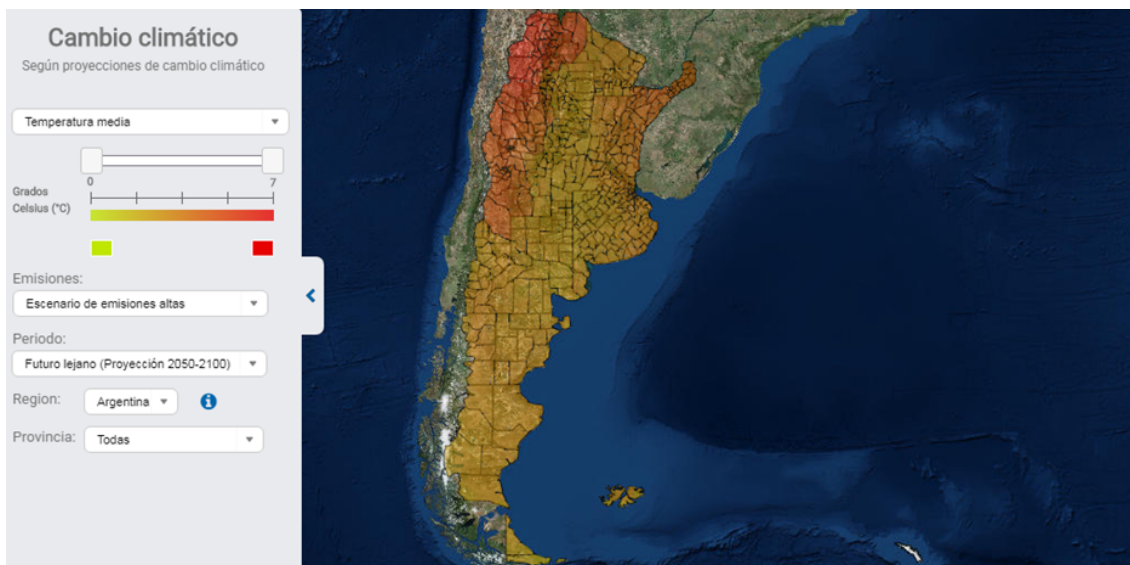 Cambio climático
Según proyecciones de cambio climático
Temperatura media
0 7
Grados
Celsius (°C)
Emisiones:
Escenario de emisiones altas
Periodo:
Futuro lejano (Proyección 2050-2100)
Region: Argentina
Provincia: Todas